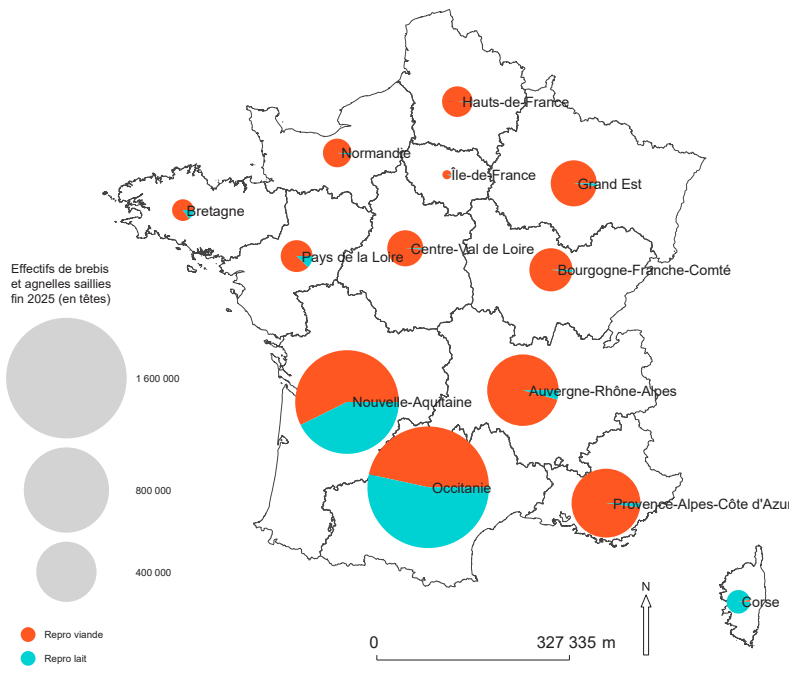 Hauts-de-France
Normandie
Île-de-France
Grand Est
Bretagne
Pays de la Loire
Centre-Val de Loire
Bourgogne-Franche-Comté
Effectifs de brebis
et agnelles saillies
fin 2025 (en têtes)
1 600 000
Nouvelle-Aquitaine
Auvergne-Rhône-Alpes
800 000
Occitanie
Provence-Alpes-Côte d'Azur
400 000
N
Corse
Repro viande
Repro lait
0
327 335 m